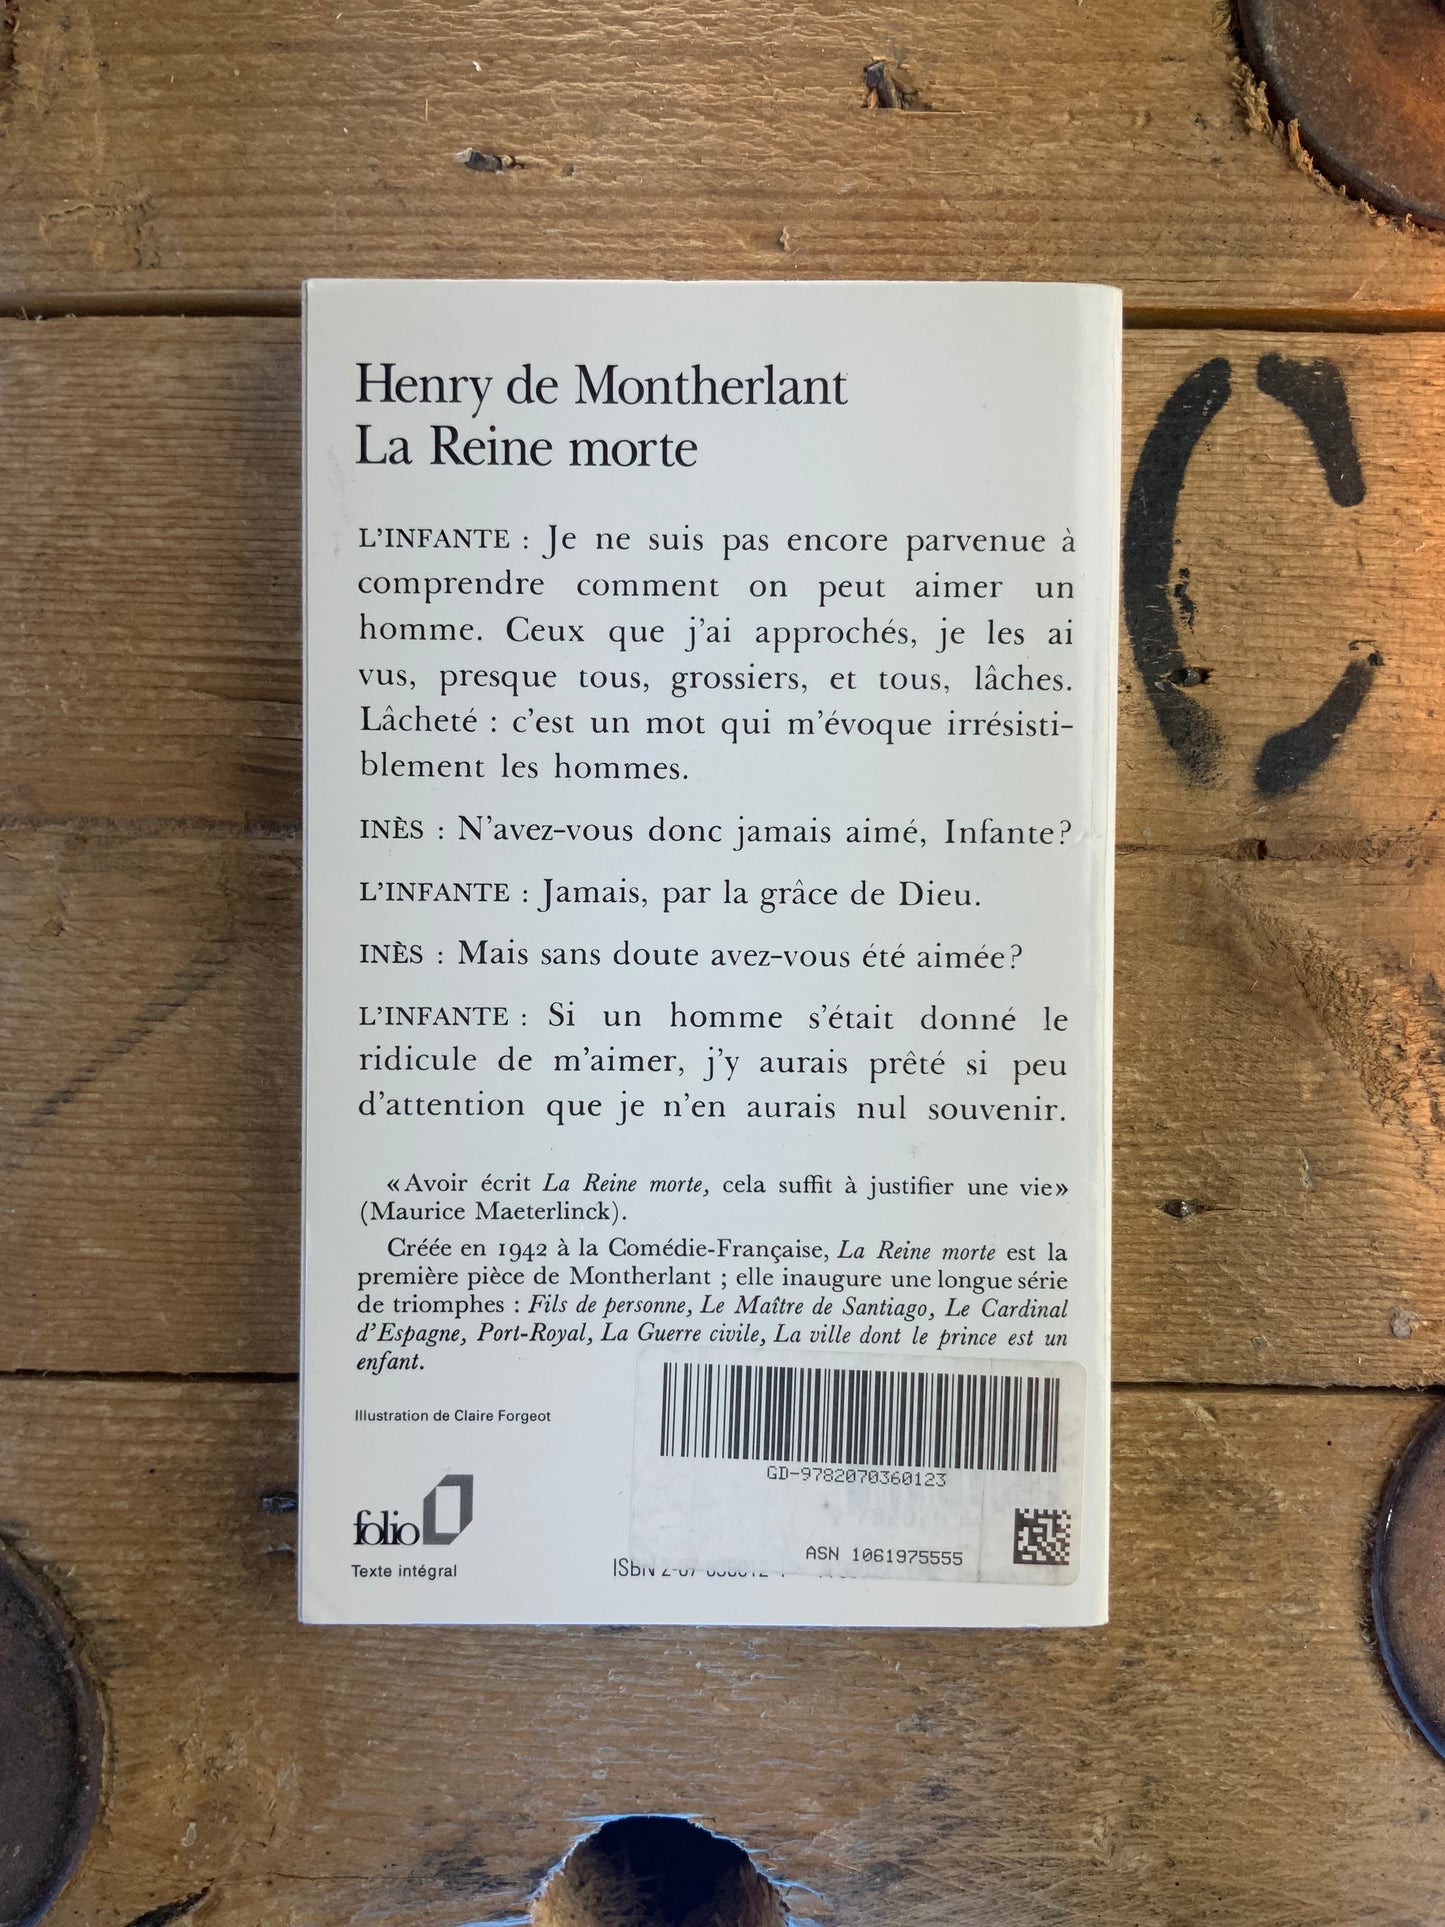 Henry de Montherlant
La Reine morte
L'INFANTE : Je ne suis pas encore parvenue à
comprendre comment on peut aimer un
homme. Ceux que j'ai approchés, je les ai
vus, presque tous, grossiers, et tous, lâches.
Lâcheté : c'est un mot qui m'évoque irrésisti-
blement les hommes.
INÈS : N'avez-vous donc jamais aimé, Infante?
L'INFANTE : Jamais, par la grâce de Dieu.
INÈS : Mais sans doute avez-vous été aimée?
L'INFANTE : Si un homme s'était donné le
ridicule de m'aimer, j'y aurais prêté si peu
d'attention que je n'en aurais nul souvenir.
«Avoir écrit La Reine morte, cela suffit à justifier une vie»
(Maurice Maeterlinck).
Créée en 1942 à la Comédie-Française, La Reine morte est la
première pièce de Montherlant ; elle inaugure une longue série
de triomphes : Fils de personne, Le Maître de Santiago, Le Cardinal
d'Espagne, Port-Royal, La Guerre civile, La ville dont le prince est un
enfant.
Illustration de Claire Forgeot
GD-9782070360123
folio
ASN 1061975555
Texte intégral
ISBN